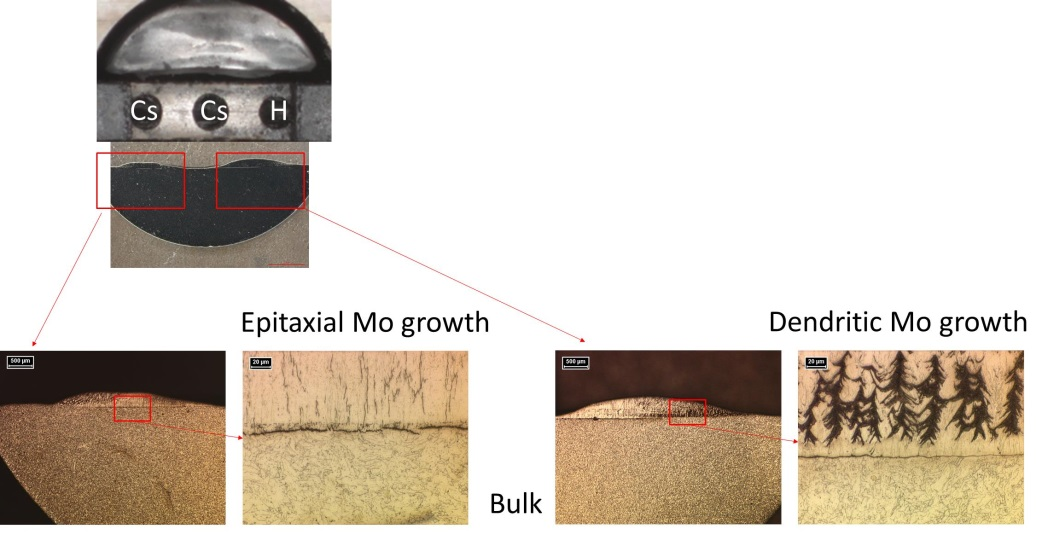 Cs Cs H
Epitaxial Mo growth
Dendritic Mo growth
500 µm
20 µm
500 µm
20 µm
Bulk